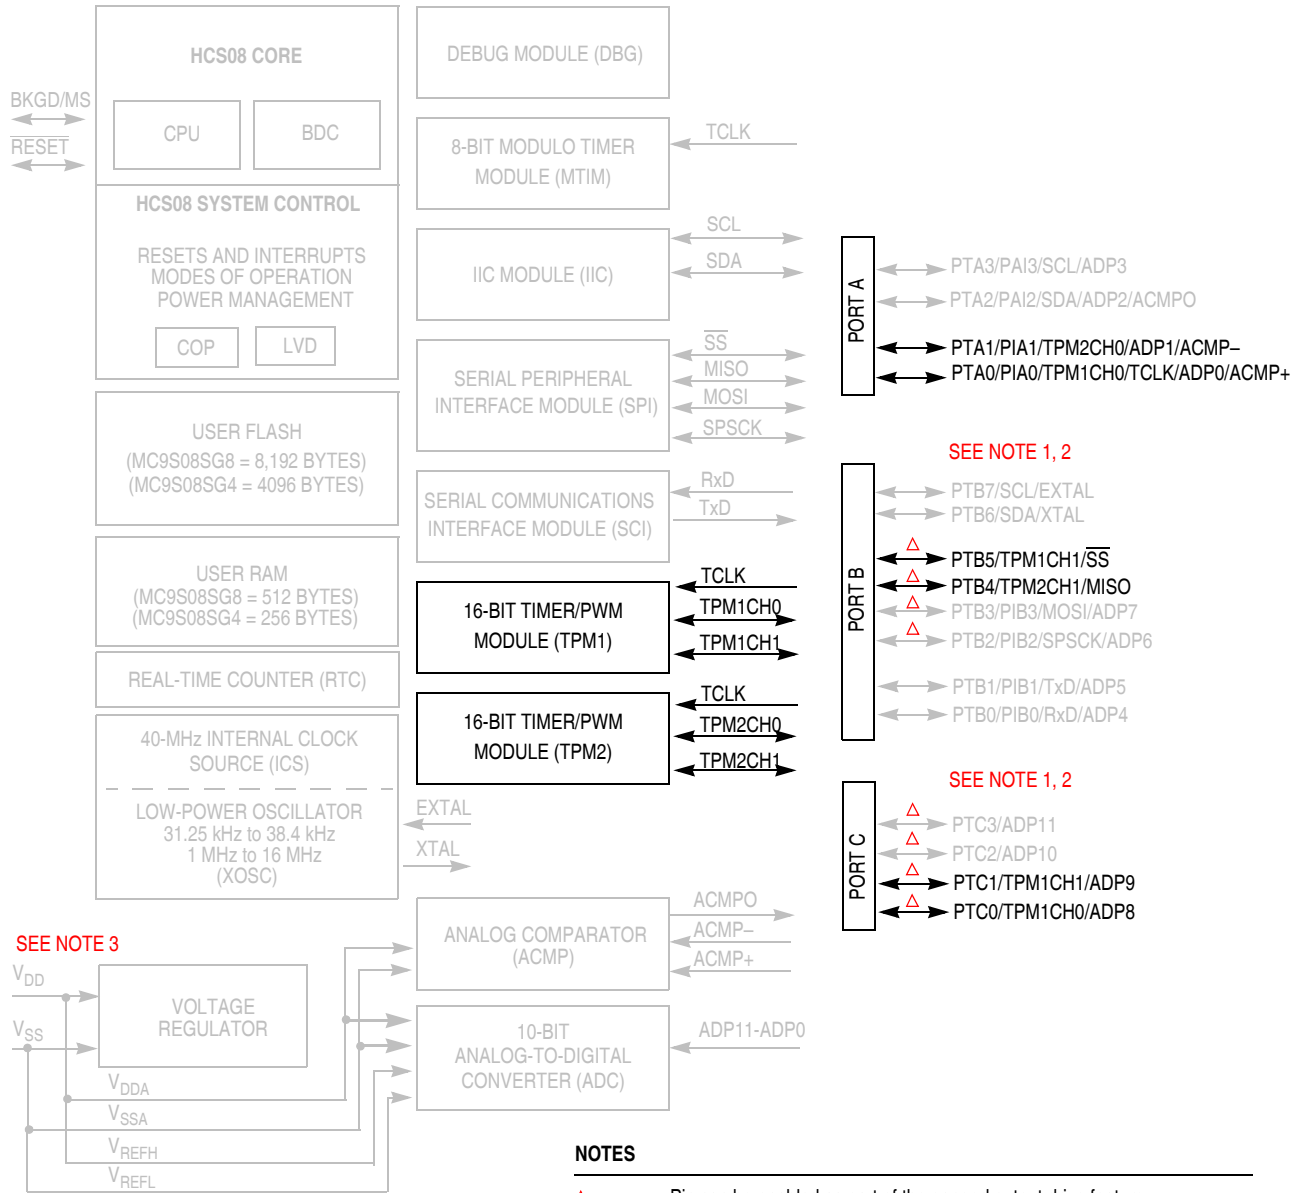 HCS08 CORE
CPU
BDC
BKGD/MS
RESET
HCS08 SYSTEM CONTROL
RESETS AND INTERRUPTS
MODES OF OPERATION
POWER MANAGEMENT
COP
LVD
USER FLASH
(MC9S08SG8 = 8,192 BYTES)
(MC9S08SG4 = 4096 BYTES)
USER RAM
(MC9S08SG8 = 512 BYTES)
(MC9S08SG4 = 256 BYTES)
REAL-TIME COUNTER (RTC)
40-MHz INTERNAL CLOCK
SOURCE (ICS)
LOW-POWER OSCILLATOR
31.25 kHz to 38.4 kHz
1 MHz to 16 MHz
(XOSC)
EXTAL
XTAL
SEE NOTE 3
VDD
VSS
VOLTAGE
REGULATOR
VDDA
VSSA
VREFH
VREFL
DEBUG MODULE (DBG)
8-BIT MODULO TIMER
MODULE (MTIM)
TCLK
IIC MODULE (IIC)
SCL
SDA
SERIAL PERIPHERAL
INTERFACE MODULE (SPI)
SS
MISO
MOSI
SPSCK
SERIAL COMMUNICATIONS
INTERFACE MODULE (SCI)
RxD
TxD
16-BIT TIMER/PWM
MODULE (TPM1)
TCLK
TPM1CH0
TPM1CH1
16-BIT TIMER/PWM
MODULE (TPM2)
TCLK
TPM2CH0
TPM2CH1
ANALOG COMPARATOR
(ACMP)
ACMPO
ACMP–
ACMP+
10-BIT
ANALOG-TO-DIGITAL
CONVERTER (ADC)
ADP11-ADP0
PORT A
PTA3/PAI3/SCL/ADP3
PTA2/PAI2/SDA/ADP2/ACMPO
PTA1/PIA1/TPM2CH0/ADP1/ACMP–
PTA0/PIA0/TPM1CH0/TCLK/ADP0/ACMP+
SEE NOTE 1, 2
PORT B
PTB7/SCL/EXTAL
PTB6/SDA/XTAL
PTB5/TPM1CH1/SS
PTB4/TPM2CH1/MISO
PTB3/PIB3/MOSI/ADP7
PTB2/PIB2/SPSCK/ADP6
PTB1/PIB1/TxD/ADP5
PTB0/PIB0/RxD/ADP4
SEE NOTE 1, 2
PORT C
PTC3/ADP11
PTC2/ADP10
PTC1/TPM1CH1/ADP9
PTC0/TPM1CH0/ADP8
NOTES